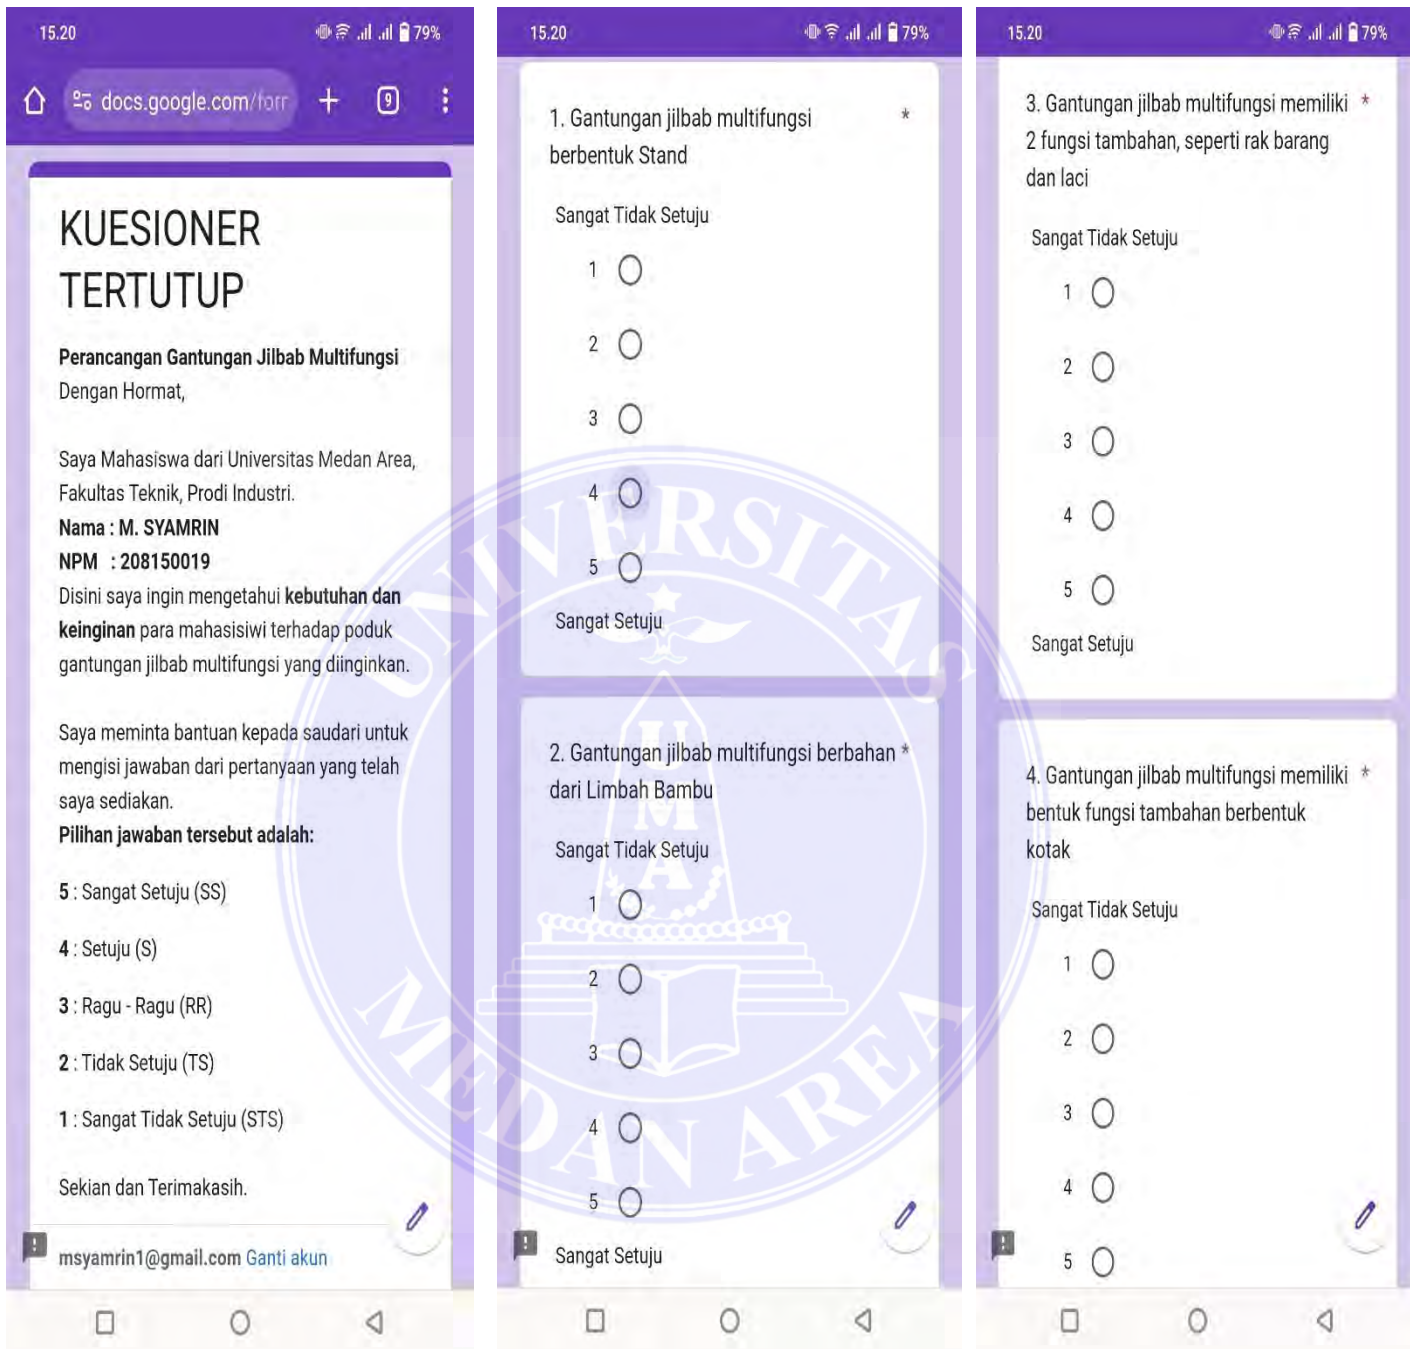 15.20
79%
docs.google.com/forr
9
KUESIONER
TERTUTUP
Perancangan Gantungan Jilbab Multifungsi
Dengan Hormat,
Saya Mahasiswa dari Universitas Medan Area,
Fakultas Teknik, Prodi Industri.
Nama : M. SYAMRIN
NPM : 208150019
Disini saya ingin mengetahui kebutuhan dan
keinginan para mahasisiwi terhadap poduk
gantungan jilbab multifungsi yang diinginkan.
Saya meminta bantuan kepada saudari untuk
mengisi jawaban dari pertanyaan yang telah
saya sediakan.
Pilihan jawaban tersebut adalah:
5 : Sangat Setuju (SS)
4 : Setuju (S)
3 : Ragu - Ragu (RR)
2 : Tidak Setuju (TS)
1 : Sangat Tidak Setuju (STS)
Sekian dan Terimakasih.
msyamrin1@gmail.com Ganti akun
15.20
79%
1. Gantungan jilbab multifungsi *
berbentuk Stand
Sangat Tidak Setuju
1
2
3
4
5
Sangat Setuju
2. Gantungan jilbab multifungsi berbahan *
dari Limbah Bambu
Sangat Tidak Setuju
1
2
3
4
5
Sangat Setuju
15.20
79%
3. Gantungan jilbab multifungsi memiliki *
2 fungsi tambahan, seperti rak barang
dan laci
Sangat Tidak Setuju
1
2
3
4
5
Sangat Setuju
4. Gantungan jilbab multifungsi memiliki *
bentuk fungsi tambahan berbentuk
kotak
Sangat Tidak Setuju
1
2
3
4
5
UNIVERSITAS
UMA
MEDAN AREA